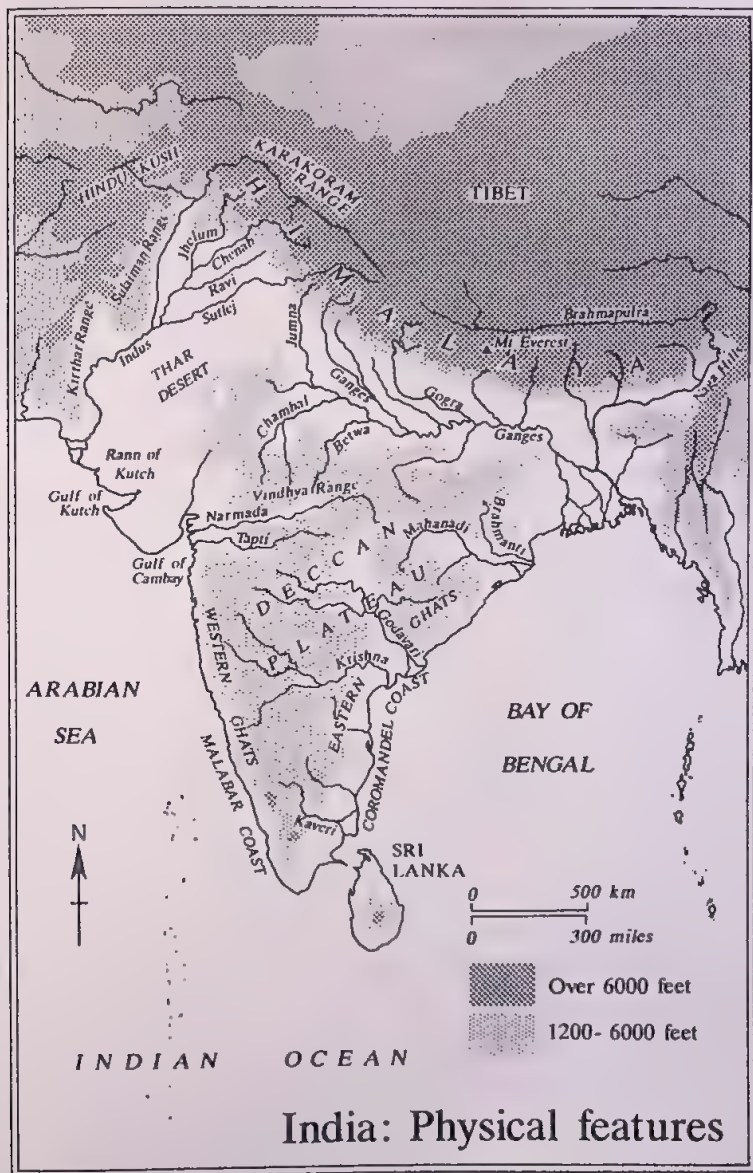 HINDU KUSH
KARAKORAM
RANGE
TIBET
HIMALAYA
Sulaiman Range
Jhelum
Chenab
Ravi
Sutlej
Kirthar Range
Indus
THAR
DESERT
Jumna
Ganges
Gogra
Brahmaputra
Mt Everest
Chambal
Betwa
Ganges
Rann of
Kutch
Gulf of
Kutch
Vindhya Range
Narmada
Tapti
Gulf of
Cambay
Mahanadi
Brahmanti
DECCAN
PLATEAU
Godavari
Krishna
WESTERN
GHATS
EASTERN
GHATS
MALABAR COAST
COROMANDEL COAST
Kaveri
ARABIAN
SEA
BAY OF
BENGAL
N
SRI
LANKA
0 500 km
0 300 miles
Over 6000 feet
1200- 6000 feet
INDIAN OCEAN
India: Physical features